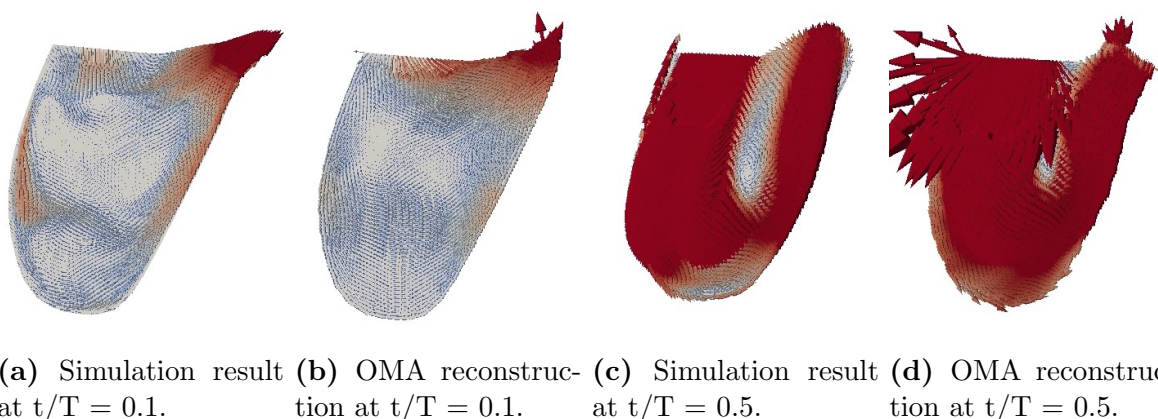 (a) Simulation result
at t/T = 0.1.
(b) OMA reconstruc-
tion at t/T = 0.1.
(c) Simulation result
at t/T = 0.5.
(d) OMA reconstruc
tion at t/T = 0.5.